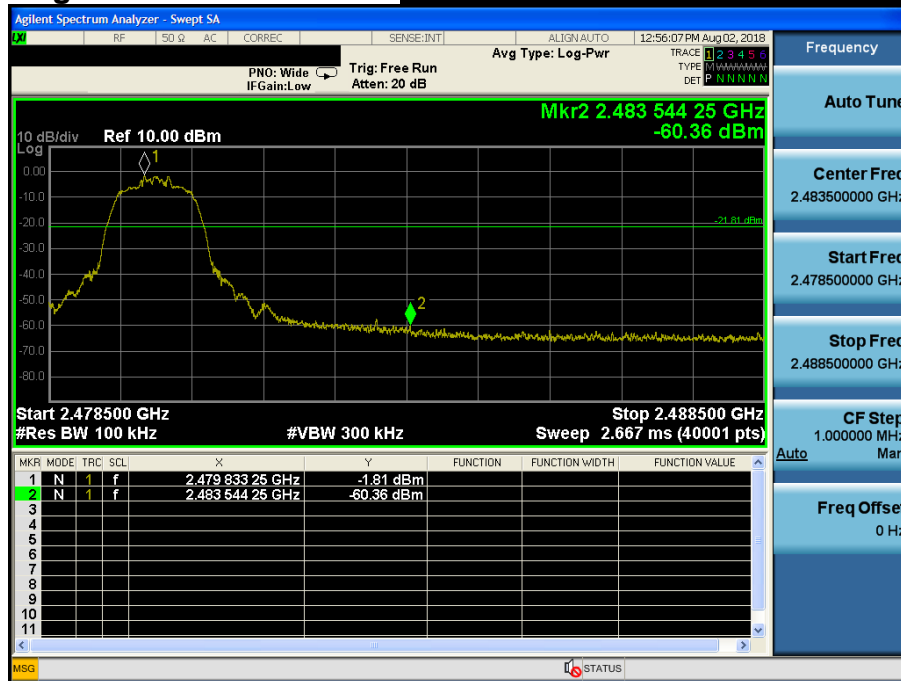 Agilent Spectrum Analyzer - Swept SA
LXI RF 50 Ω AC CORREC SENSE:INT ALIGN AUTO 12:56:07 PM Aug 02, 2018
Avg Type: Log-Pwr TRACE 1 2 3 4 5 6
PNO: Wide Trig: Free Run TYPE M WWWWW
IFGain:Low Atten: 20 dB DET P N N N N N
Mkr2 2.483 544 25 GHz
-60.36 dBm
10 dB/div Ref 10.00 dBm
Log
1
0.00
-10.0
-20.0
-21.81 dBm
-30.0
-40.0
-50.0
2
-60.0
-70.0
-80.0
Start 2.478500 GHz Stop 2.488500 GHz
#Res BW 100 kHz #VBW 300 kHz Sweep 2.667 ms (40001 pts)
MKR MODE TRC SCL X Y FUNCTION FUNCTION WIDTH FUNCTION VALUE
1 N 1 f 2.479 833 25 GHz -1.81 dBm
2 N 1 f 2.483 544 25 GHz -60.36 dBm
3
4
5
6
7
8
9
10
11
MSG STATUS
Frequency
Auto Tune
Center Freq
2.483500000 GHz
Start Freq
2.478500000 GHz
Stop Freq
2.488500000 GHz
CF Step
1.000000 MHz
Auto Man
Freq Offset
0 Hz